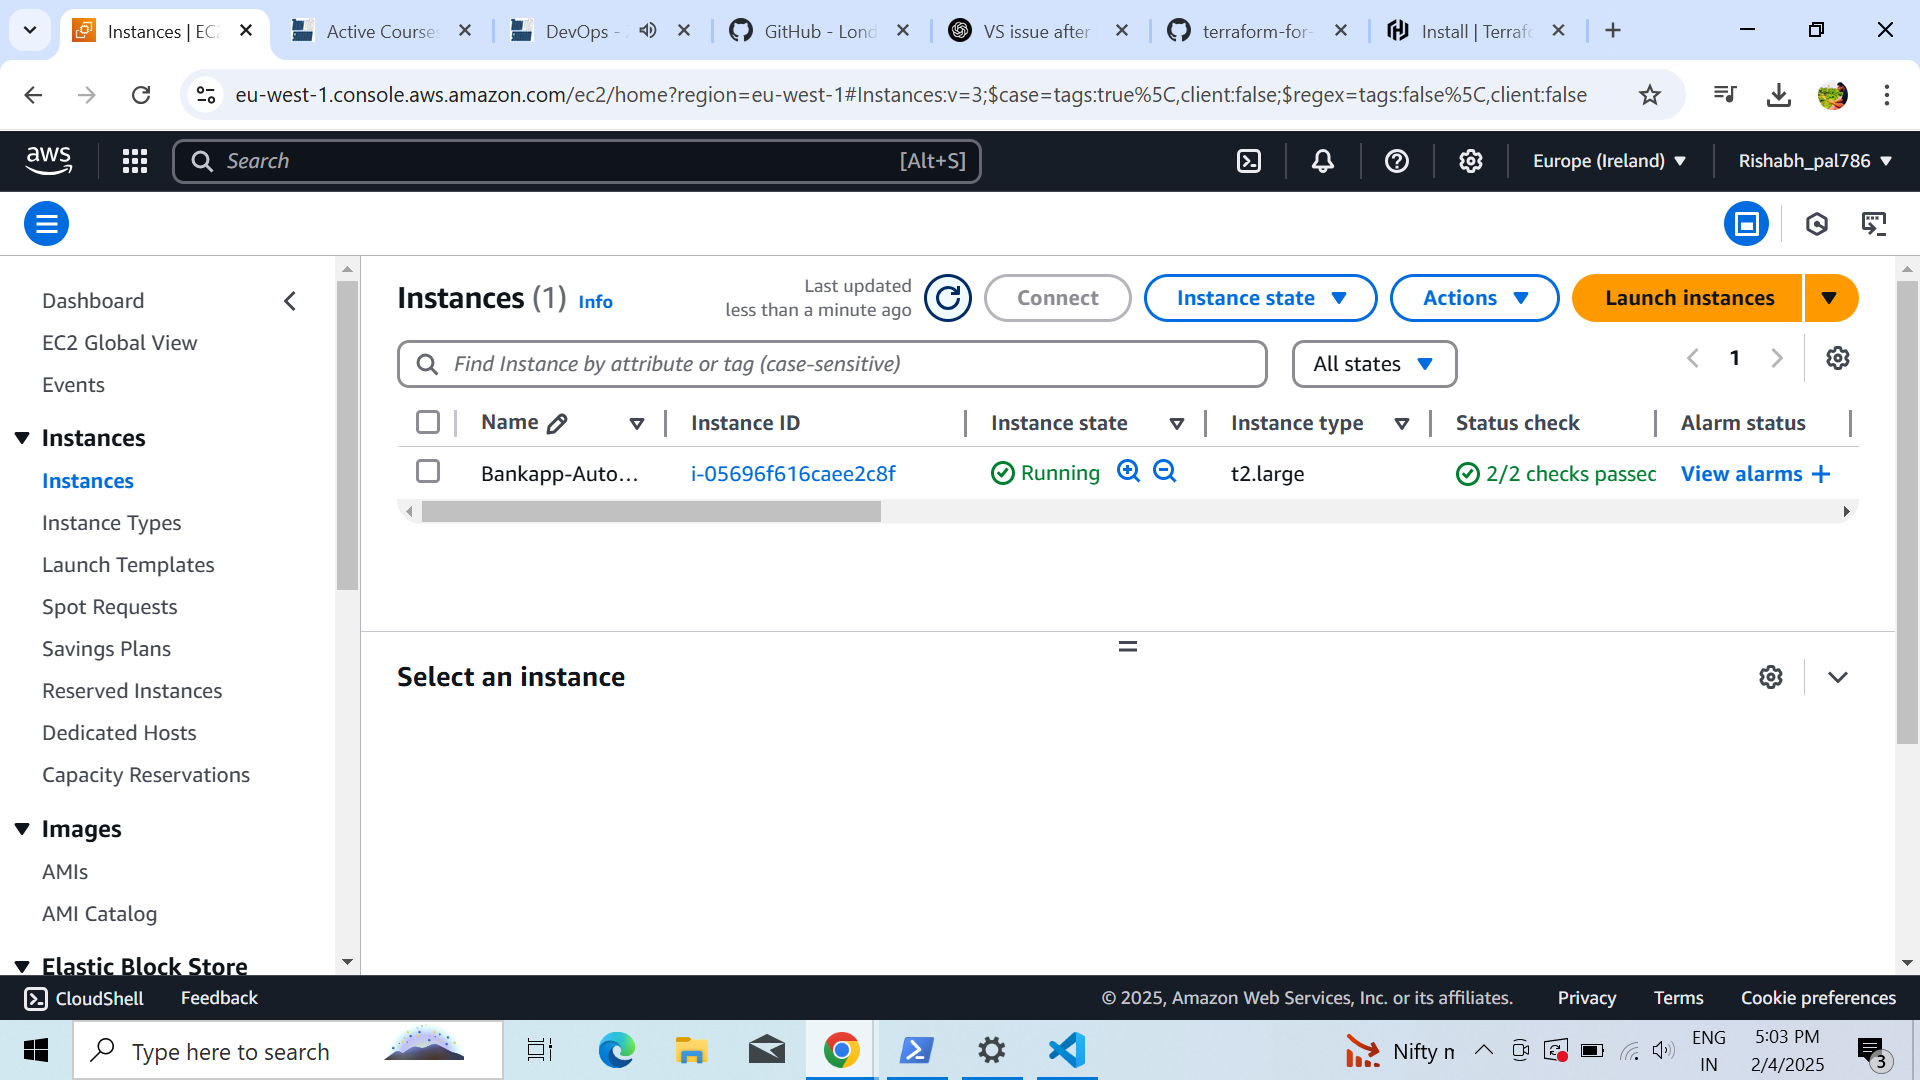 Instances | EC2
Active Courses
DevOps - Z
GitHub - Lond
VS issue after
terraform-for-
Install | Terrafo
eu-west-1.console.aws.amazon.com/ec2/home?region=eu-west-1#Instances:v=3;$case=tags:true%5C,client:false;$regex=tags:false%5C,client:false
aws
Search
[Alt+S]
Europe (Ireland)
Rishabh_pal786
Dashboard
EC2 Global View
Events
Instances
Instances
Instance Types
Launch Templates
Spot Requests
Savings Plans
Reserved Instances
Dedicated Hosts
Capacity Reservations
Images
AMIs
AMI Catalog
Elastic Block Store
Instances (1) Info
Last updated
less than a minute ago
Connect
Instance state
Actions
Launch instances
Find Instance by attribute or tag (case-sensitive)
All states
1
Name
Instance ID
Instance state
Instance type
Status check
Alarm status
Bankapp-Auto...
i-05696f616caee2c8f
Running
t2.large
2/2 checks passec
View alarms +
Select an instance
CloudShell
Feedback
© 2025, Amazon Web Services, Inc. or its affiliates.
Privacy
Terms
Cookie preferences
Type here to search
Nifty m
ENG
IN
5:03 PM
2/4/2025
3